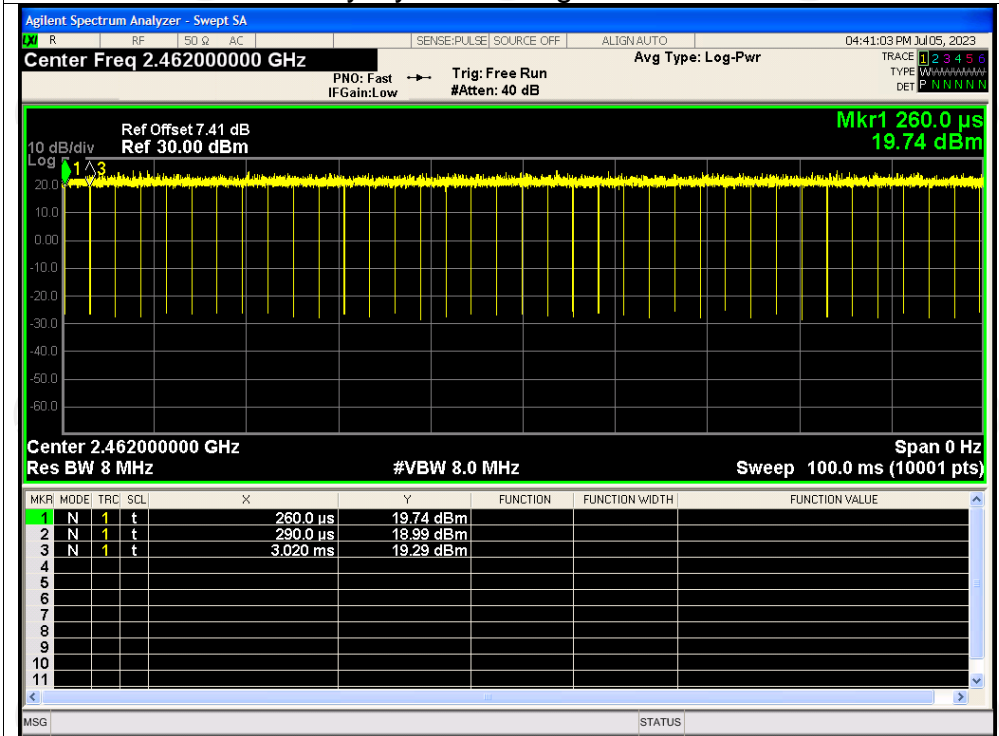 Agilent Spectrum Analyzer - Swept SA
LXI R RF 50 Ω AC SENSE:PULSE SOURCE OFF ALIGN AUTO 04:41:03 PM Jul 05, 2023
Center Freq 2.462000000 GHz Avg Type: Log-Pwr TRACE 1 2 3 4 5 6
PNO: Fast Trig: Free Run TYPE W
IFGain:Low #Atten: 40 dB DET P N N N N N
Mkr1 260.0 µs
Ref Offset 7.41 dB
10 dB/div Ref 30.00 dBm 19.74 dBm
Log
1 3
20.0
10.0
0.00
-10.0
-20.0
-30.0
-40.0
-50.0
-60.0
Center 2.462000000 GHz Span 0 Hz
Res BW 8 MHz #VBW 8.0 MHz Sweep 100.0 ms (10001 pts)
MKR MODE TRC SCL X Y FUNCTION FUNCTION WIDTH FUNCTION VALUE
1 N 1 t 260.0 µs 19.74 dBm
2 N 1 t 290.0 µs 18.99 dBm
3 N 1 t 3.020 ms 19.29 dBm
4
5
6
7
8
9
10
11
MSG STATUS